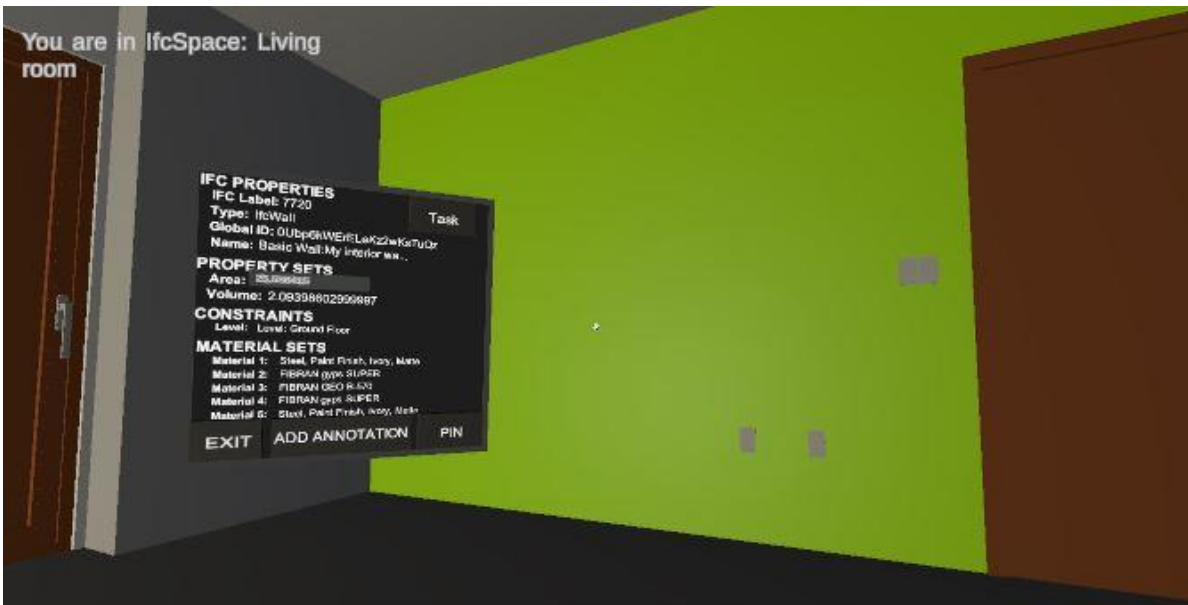 You are in IfcSpace: Living
room
IFC PROPERTIES
IFC Label: 7720
Task
Type: IfcWall
Global ID:
Name: Basic Wall:My interior wa...
PROPERTY SETS
Area:
Volume: 2.09398602999997
CONSTRAINTS
Level: Level: Ground Floor
MATERIAL SETS
Material 1: Steel, Paint Finish, Ivory, Matte
Material 2: FIBRAN gyps SUPER
Material 3: FIBRAN GEO B-570
Material 4: FIBRAN gyps SUPER
Material 5: Steel, Paint Finish, Ivory, Matte
EXIT
ADD ANNOTATION
PIN